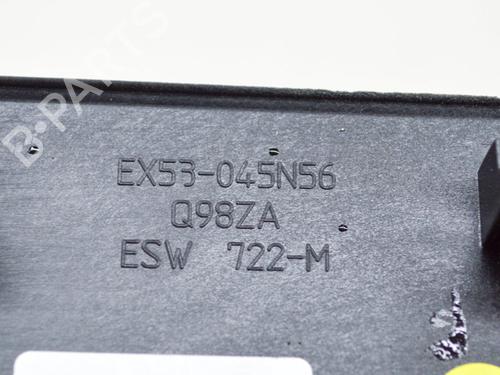 B-PARTS
EX53-045N56
Q98ZA
ESW 722-M